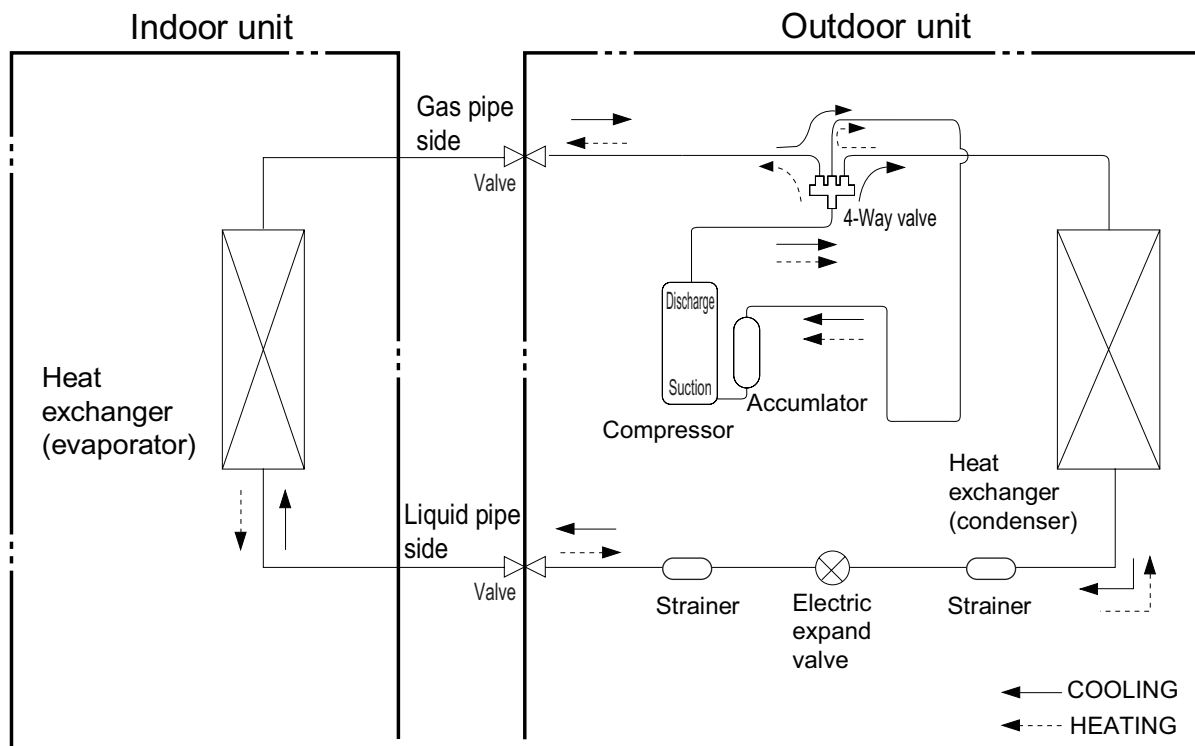 Indoor unit
Outdoor unit
Gas pipe
side
Valve
4-Way valve
Discharge
Suction
Compressor
Accumlator
Heat
exchanger
(evaporator)
Heat
exchanger
(condenser)
Liquid pipe
side
Valve
Strainer
Electric
expand
valve
Strainer
COOLING
HEATING